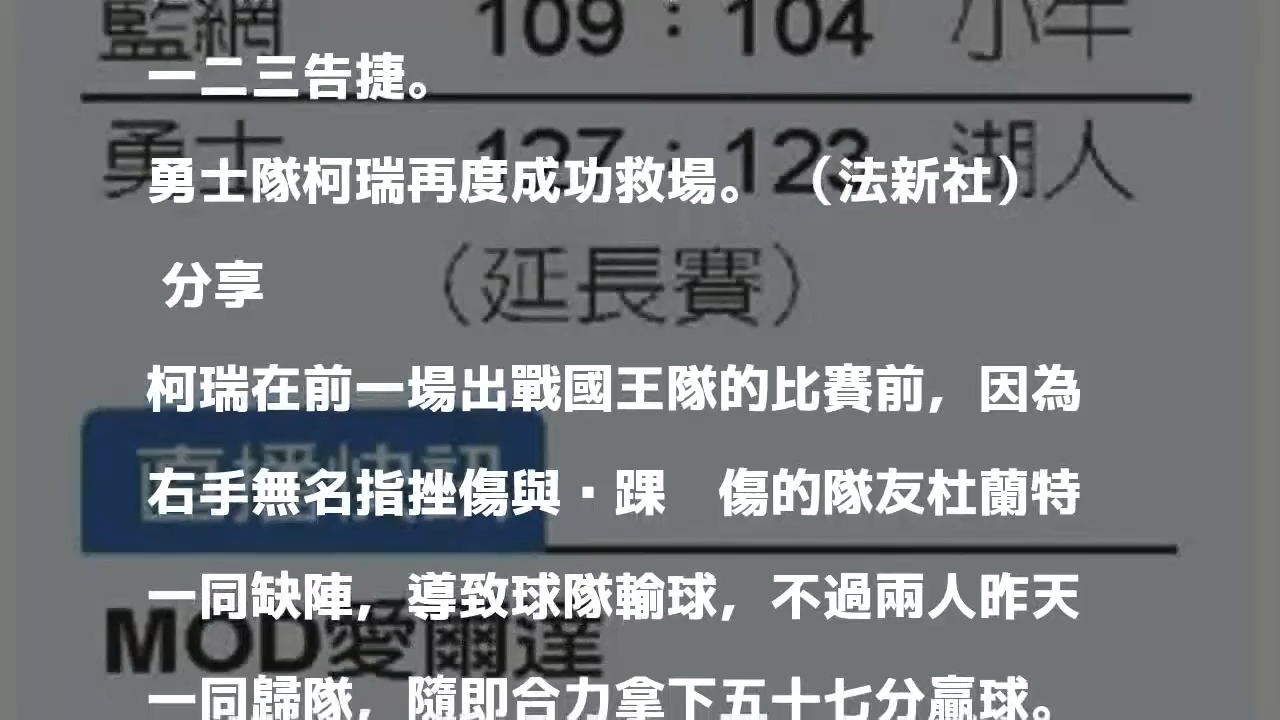 籃網 109：104 小牛
一二三告捷。
勇士 127：123 湖人
勇士隊柯瑞再度成功救場。 （法新社）
（延長賽）
分享
柯瑞在前一場出戰國王隊的比賽前，因為
直播快訊
右手無名指挫傷與·踝　傷的隊友杜蘭特
一同缺陣，導致球隊輸球，不過兩人昨天
MOD愛爾達
一同歸隊，隨即合力拿下五十七分贏球。